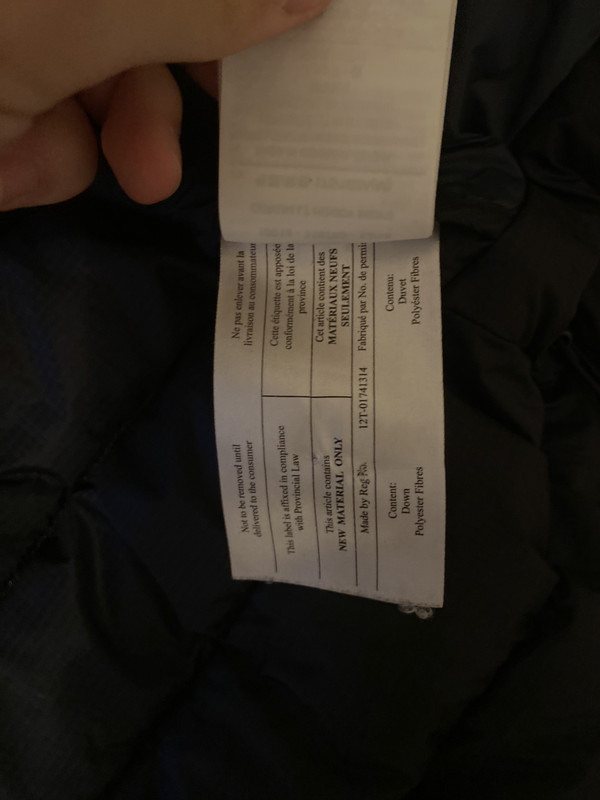 Not to be removed until
delivered to the consumer
Ne pas enlever avant la
livraison au consommateur
This label is affixed in compliance
with Provincial Law
Cette étiquette est apposée
conformément à la loi de la
province
This article contains
NEW MATERIAL ONLY
Cet article contient des
MATÉRIAUX NEUFS
SEULEMENT
Made by Reg No. 12T-01741314 Fabriqué par No. de permis
Content:
Down
Polyester Fibres
Contenu:
Duvet
Polyéster Fibres